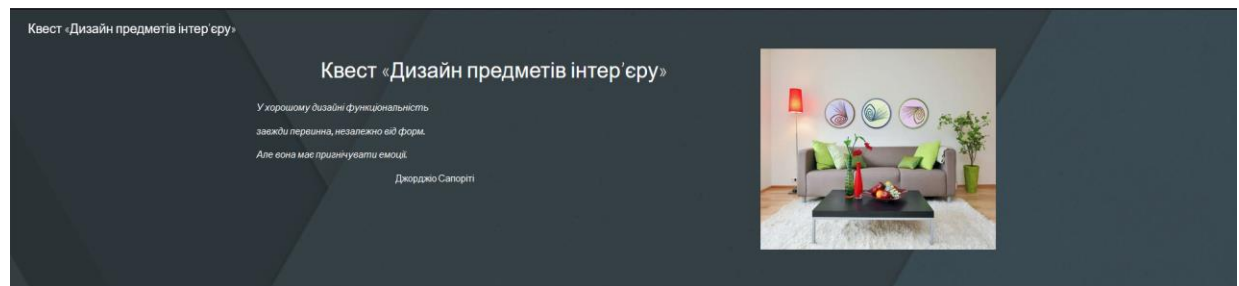 Квест «Дизайн предметів інтер’єру»
Квест «Дизайн предметів інтер’єру»
У хорошому дизайні функціональність
завжди первинна, незалежно від форм.
Але вона має пригнічувати емоції.
Джорджіо Сапоріті